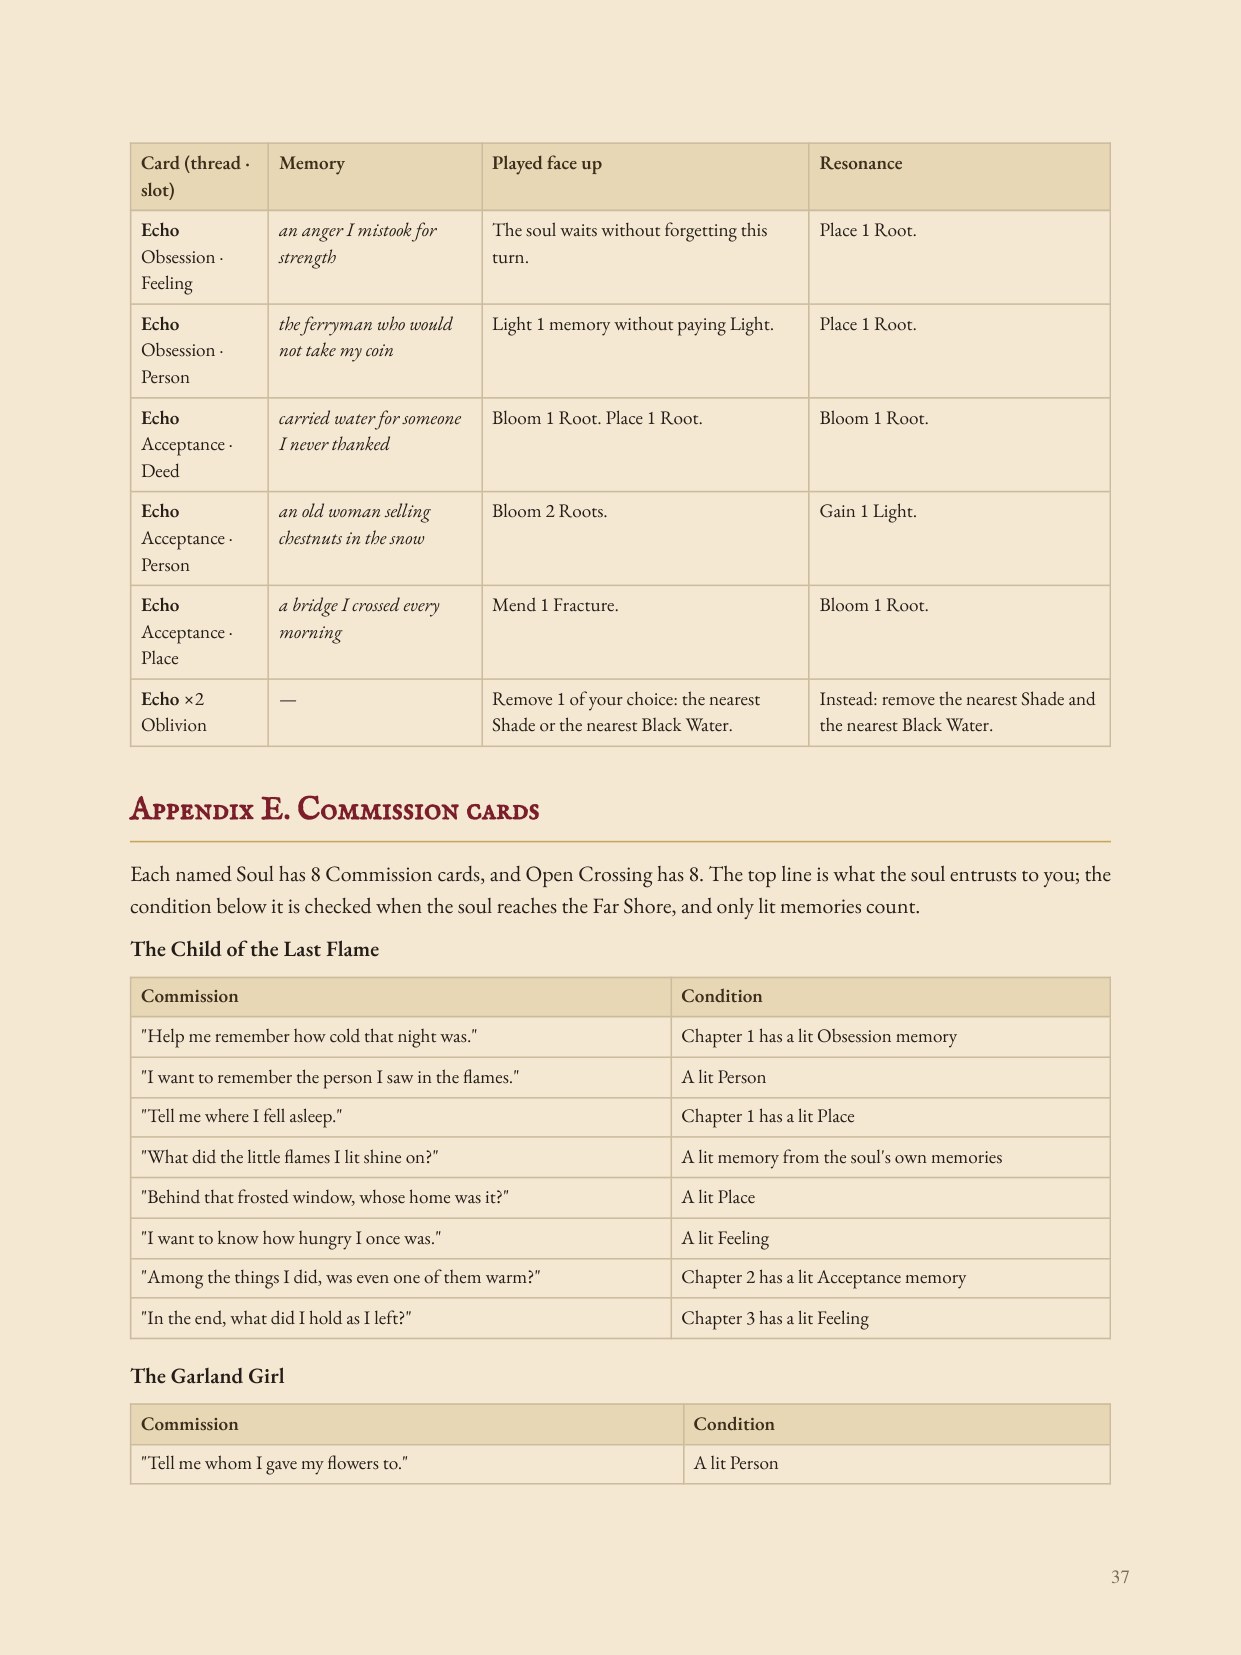 Card (thread · slot) Memory Played face up Resonance
Echo Obsession · Feeling an anger I mistook for strength The soul waits without forgetting this turn. Place 1 Root.
Echo Obsession · Person the ferryman who would not take my coin Light 1 memory without paying Light. Place 1 Root.
Echo Acceptance · Deed carried water for someone I never thanked Bloom 1 Root. Place 1 Root. Bloom 1 Root.
Echo Acceptance · Person an old woman selling chestnuts in the snow Bloom 2 Roots. Gain 1 Light.
Echo Acceptance · Place a bridge I crossed every morning Mend 1 Fracture. Bloom 1 Root.
Echo ×2 Oblivion — Remove 1 of your choice: the nearest Shade or the nearest Black Water. Instead: remove the nearest Shade and the nearest Black Water.
Appendix E. Commission cards
Each named Soul has 8 Commission cards, and Open Crossing has 8. The top line is what the soul entrusts to you; the
condition below it is checked when the soul reaches the Far Shore, and only lit memories count.
The Child of the Last Flame
Commission Condition
"Help me remember how cold that night was." Chapter 1 has a lit Obsession memory
"I want to remember the person I saw in the flames." A lit Person
"Tell me where I fell asleep." Chapter 1 has a lit Place
"What did the little flames I lit shine on?" A lit memory from the soul's own memories
"Behind that frosted window, whose home was it?" A lit Place
"I want to know how hungry I once was." A lit Feeling
"Among the things I did, was even one of them warm?" Chapter 2 has a lit Acceptance memory
"In the end, what did I hold as I left?" Chapter 3 has a lit Feeling
The Garland Girl
Commission Condition
"Tell me whom I gave my flowers to." A lit Person
37